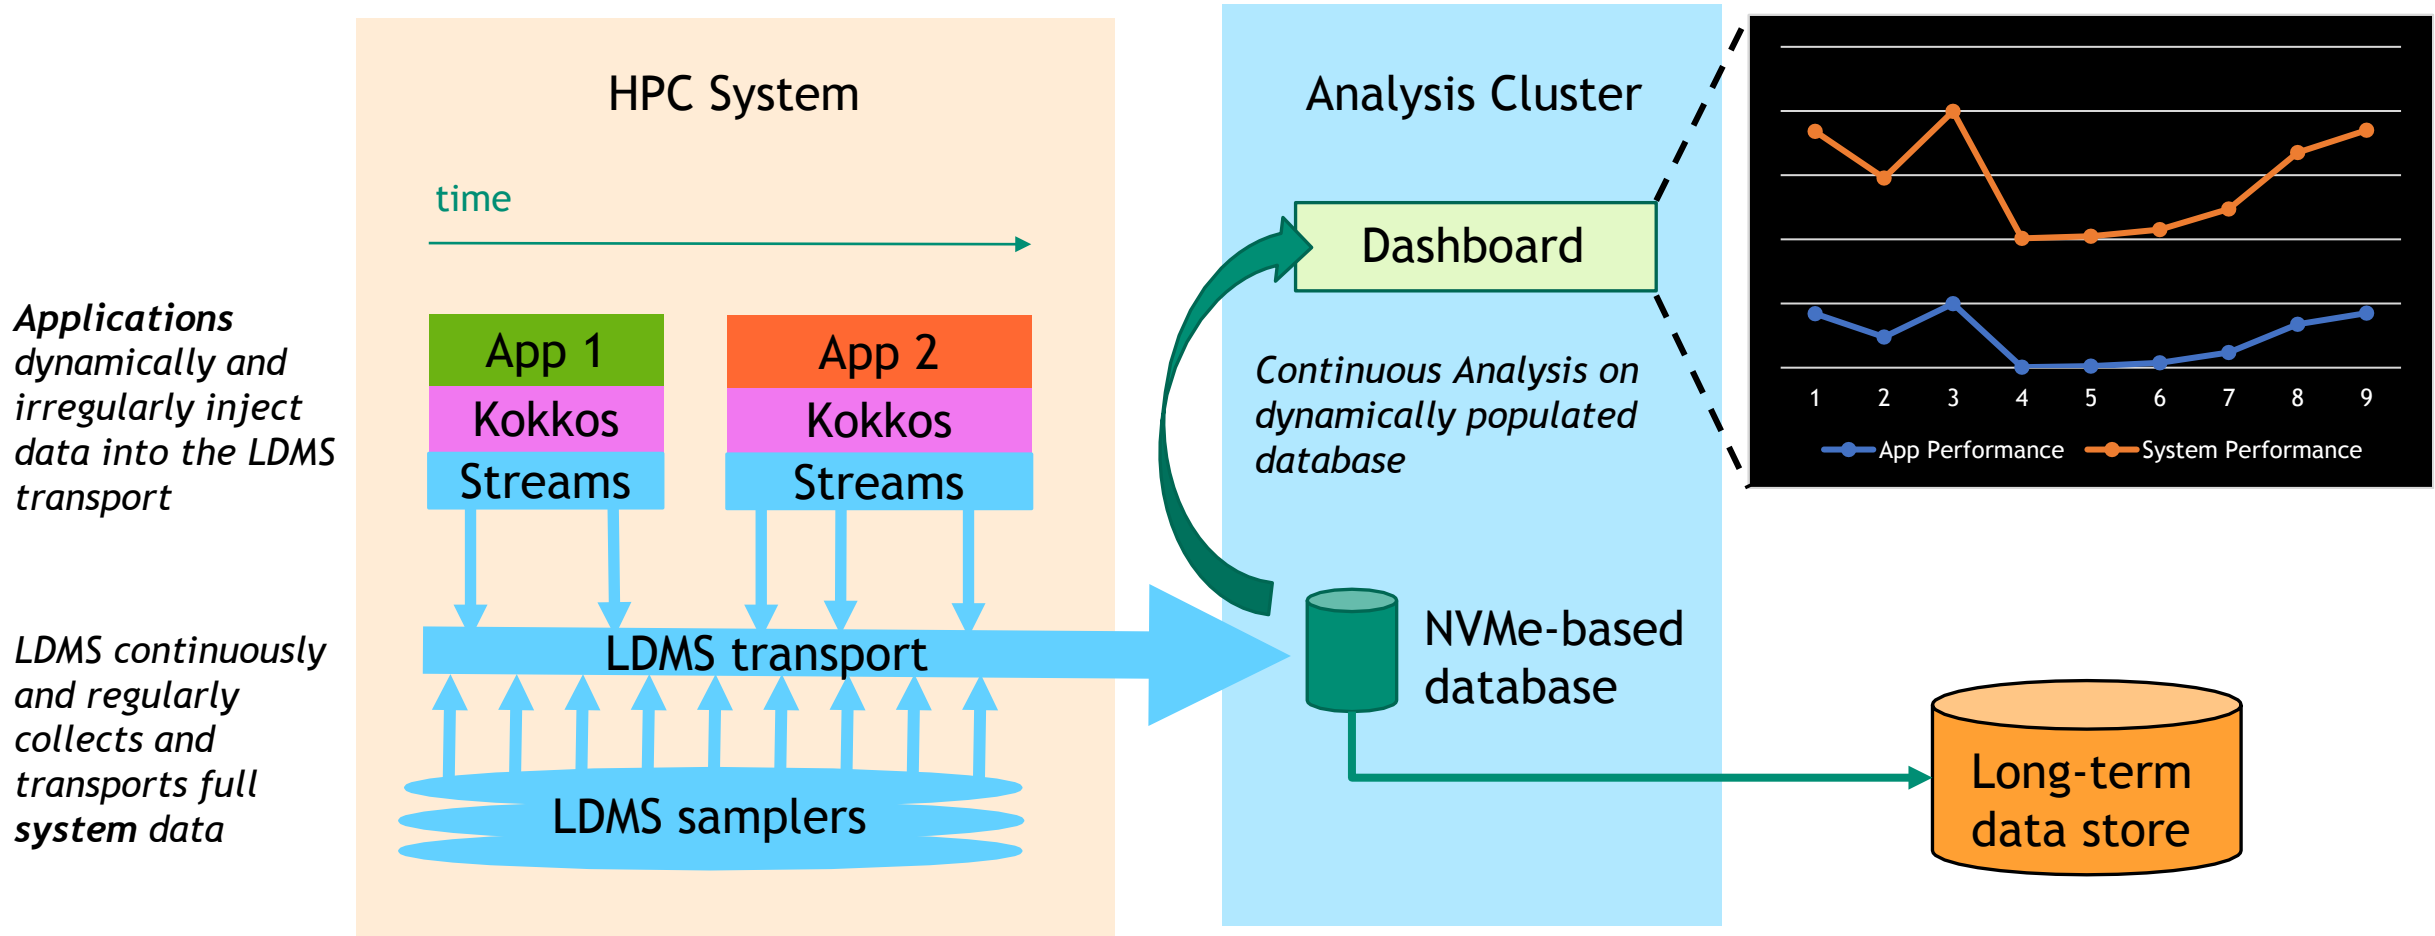 HPC System
Analysis Cluster
time
Dashboard
Applications
dynamically and
irregularly inject
data into the LDMS
transport
App 1
Kokkos
Streams
App 2
Kokkos
Streams
Continuous Analysis on
dynamically populated
database
1 2 3 4 5 6 7 8 9
App Performance System Performance
LDMS transport
NVMe-based
database
LDMS continuously
and regularly
collects and
transports full
system data
LDMS samplers
Long-term
data store